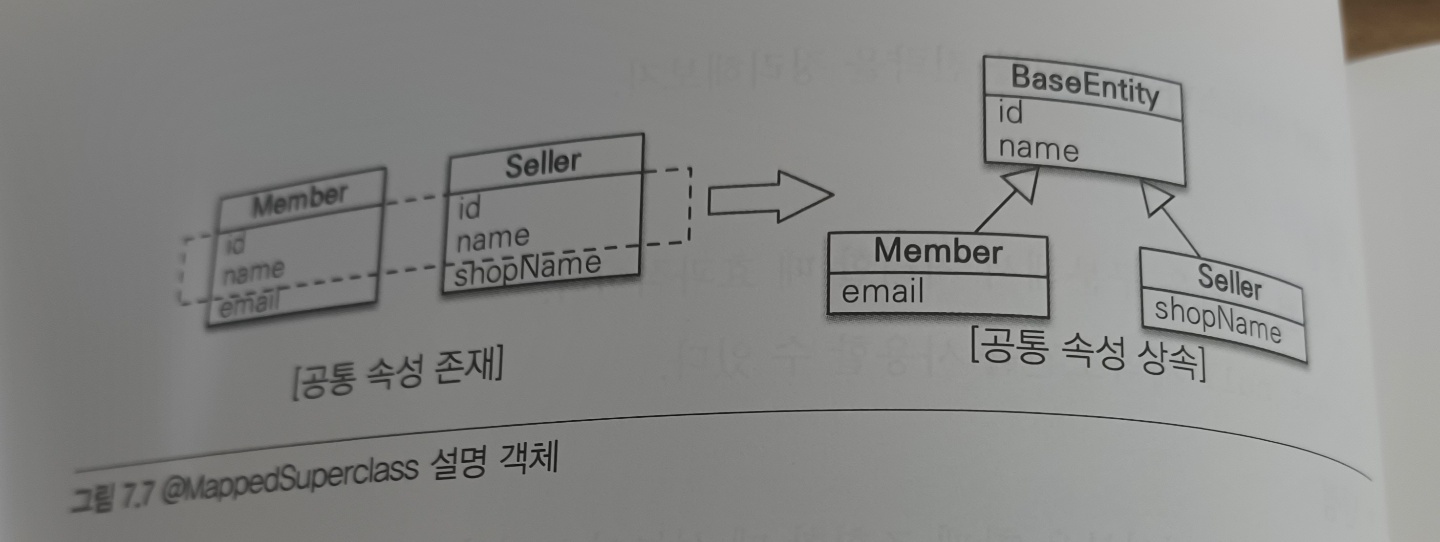 Member
id
name
email
Seller
id
name
shopName
[공통 속성 존재]
BaseEntity
id
name
Member
email
Seller
shopName
[공통 속성 상속]
그림 7.7 @MappedSuperclass 설명 객체